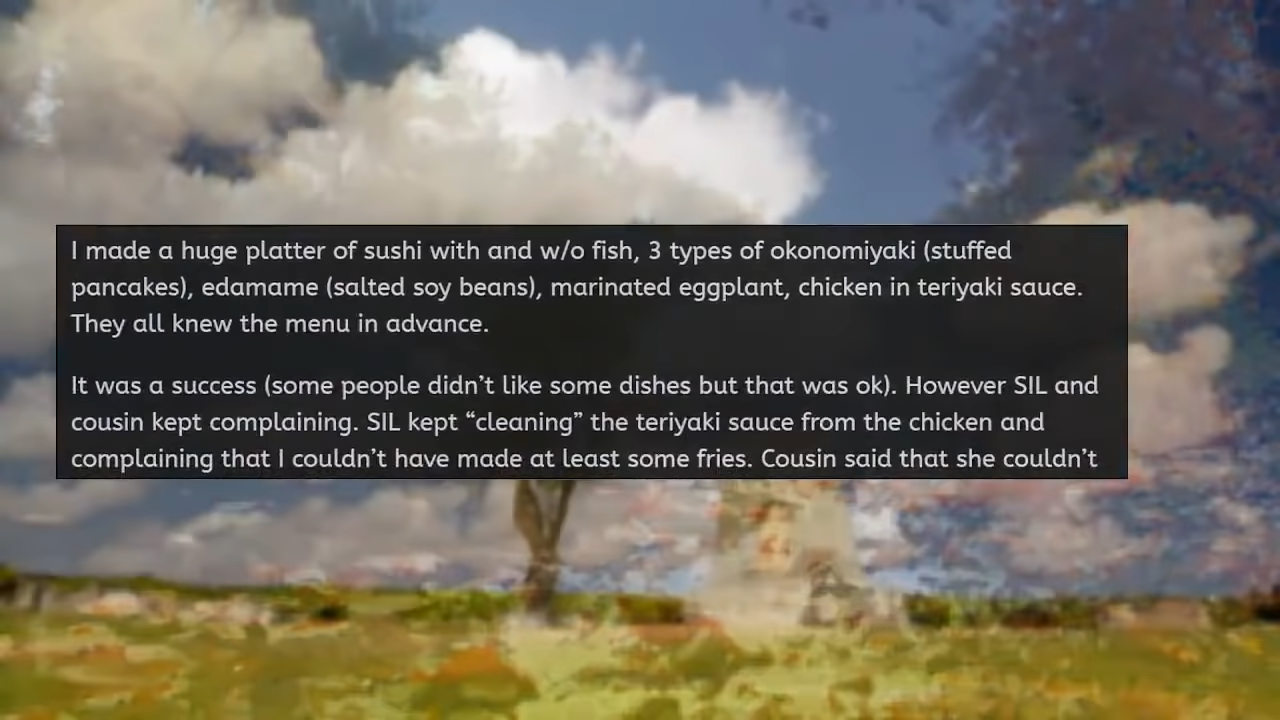 I made a huge platter of sushi with and w/o fish, 3 types of okonomiyaki (stuffed
pancakes), edamame (salted soy beans), marinated eggplant, chicken in teriyaki sauce.
They all knew the menu in advance.
It was a success (some people didn’t like some dishes but that was ok). However SIL and
cousin kept complaining. SIL kept “cleaning” the teriyaki sauce from the chicken and
complaining that I couldn’t have made at least some fries. Cousin said that she couldn’t